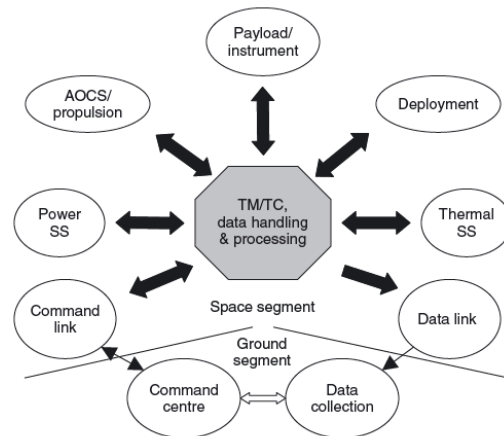 Payload/
instrument
AOCS/
propulsion
Deployment
TM/TC,
data handling
& processing
Power
SS
Thermal
SS
Command
link
Space segment
Data link
Ground
segment
Command
centre
Data
collection